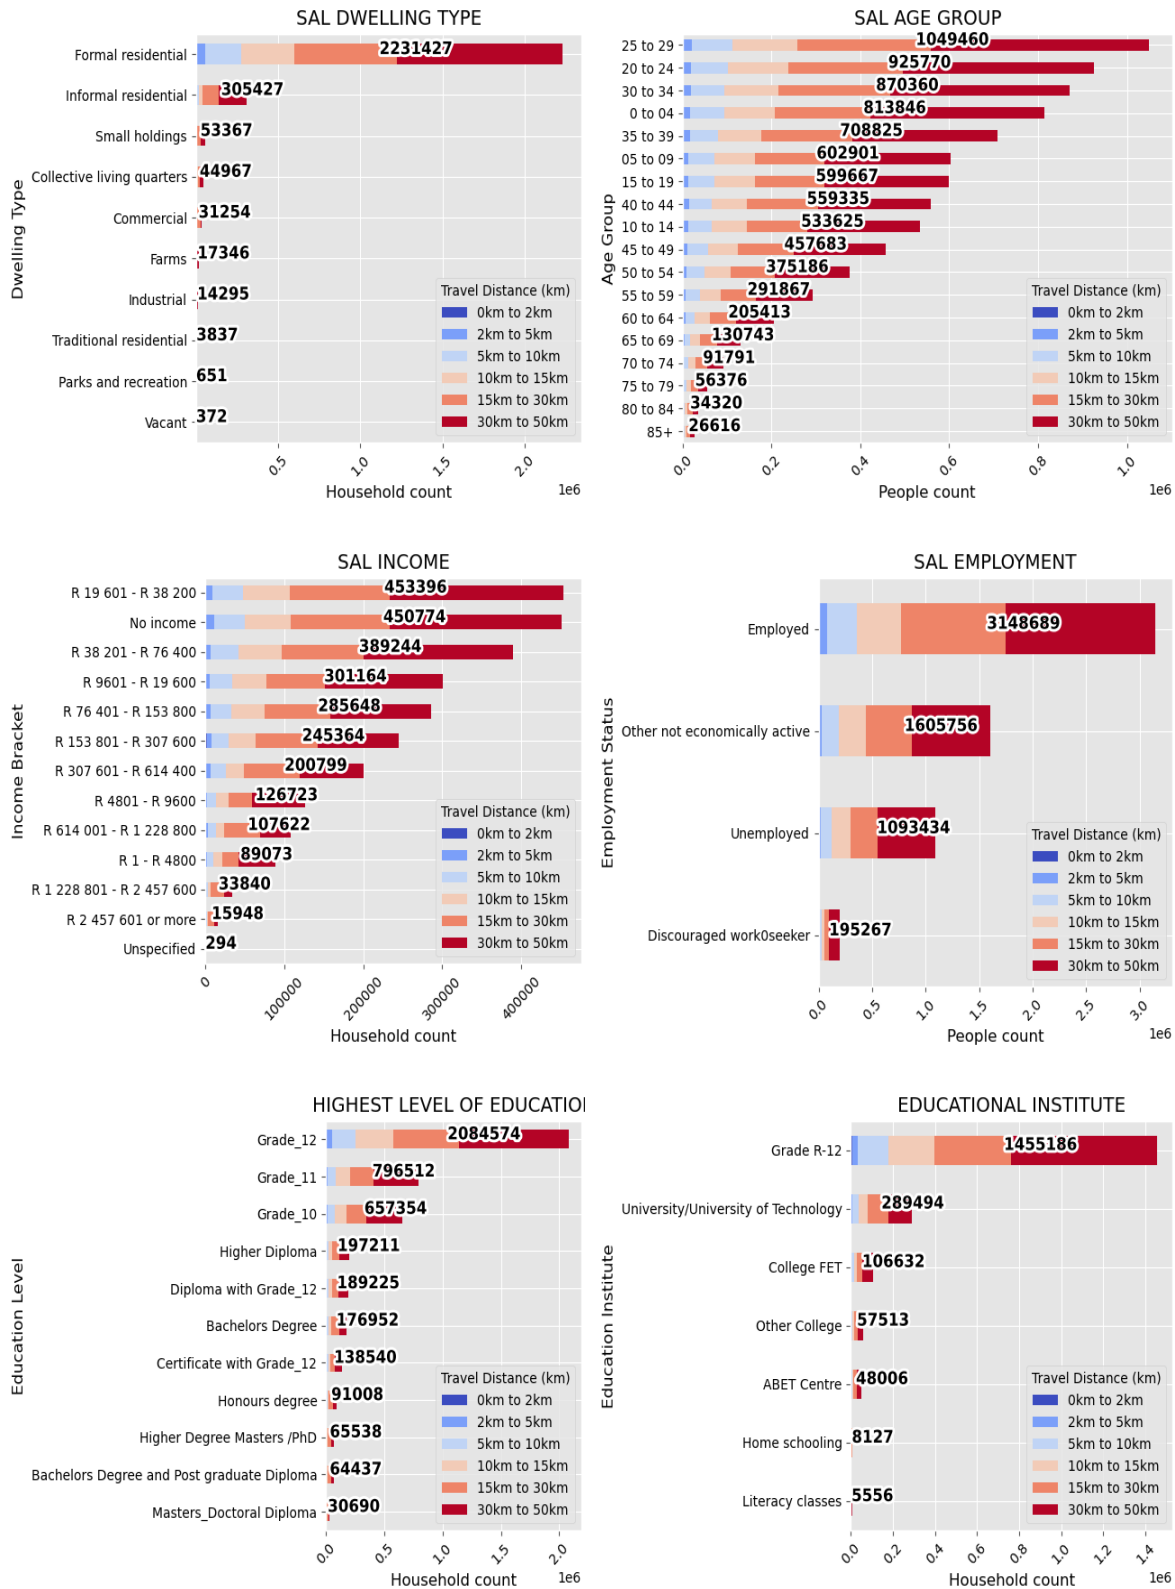 SAL DWELLING TYPE
Dwelling Type
Formal residential 2231427
Informal residential 305427
Small holdings 53367
Collective living quarters 44967
Commercial 31254
Farms 17346
Industrial 14295
Traditional residential 3837
Parks and recreation 651
Vacant 372
Travel Distance (km)
0km to 2km
2km to 5km
5km to 10km
10km to 15km
15km to 30km
30km to 50km
0.5 1.0 1.5 2.0
1e6
Household count
SAL AGE GROUP
Age Group
25 to 29 1049460
20 to 24 925770
30 to 34 870360
0 to 04 813846
35 to 39 708825
05 to 09 602901
15 to 19 599667
40 to 44 559335
10 to 14 533625
45 to 49 457683
50 to 54 375186
55 to 59 291867
60 to 64 205413
65 to 69 130743
70 to 74 91791
75 to 79 56376
80 to 84 34320
85+ 26616
Travel Distance (km)
0km to 2km
2km to 5km
5km to 10km
10km to 15km
15km to 30km
30km to 50km
0.0 0.2 0.4 0.6 0.8 1.0
1e6
People count
SAL INCOME
Income Bracket
R 19 601 - R 38 200 453396
No income 450774
R 38 201 - R 76 400 389244
R 9601 - R 19 600 301164
R 76 401 - R 153 800 285648
R 153 801 - R 307 600 245364
R 307 601 - R 614 400 200799
R 4801 - R 9600 126723
R 614 001 - R 1 228 800 107622
R 1 - R 4800 89073
R 1 228 801 - R 2 457 600 33840
R 2 457 601 or more 15948
Unspecified 294
Travel Distance (km)
0km to 2km
2km to 5km
5km to 10km
10km to 15km
15km to 30km
30km to 50km
0 100000 200000 300000 400000
Household count
SAL EMPLOYMENT
Employment Status
Employed 3148689
Other not economically active 1605756
Unemployed 1093434
Discouraged work0seeker 195267
Travel Distance (km)
0km to 2km
2km to 5km
5km to 10km
10km to 15km
15km to 30km
30km to 50km
0.0 0.5 1.0 1.5 2.0 2.5 3.0
1e6
People count
HIGHEST LEVEL OF EDUCATIO
Education Level
Grade_12 2084574
Grade_11 796512
Grade_10 657354
Higher Diploma 197211
Diploma with Grade_12 189225
Bachelors Degree 176952
Certificate with Grade_12 138540
Honours degree 91008
Higher Degree Masters /PhD 65538
Bachelors Degree and Post graduate Diploma 64437
Masters_Doctoral Diploma 30690
Travel Distance (km)
0km to 2km
2km to 5km
5km to 10km
10km to 15km
15km to 30km
30km to 50km
0.0 0.5 1.0 1.5 2.0
1e6
Household count
EDUCATIONAL INSTITUTE
Education Institute
Grade R-12 1455186
University/University of Technology 289494
College FET 106632
Other College 57513
ABET Centre 48006
Home schooling 8127
Literacy classes 5556
Travel Distance (km)
0km to 2km
2km to 5km
5km to 10km
10km to 15km
15km to 30km
30km to 50km
0.0 0.2 0.4 0.6 0.8 1.0 1.2 1.4
1e6
Household count